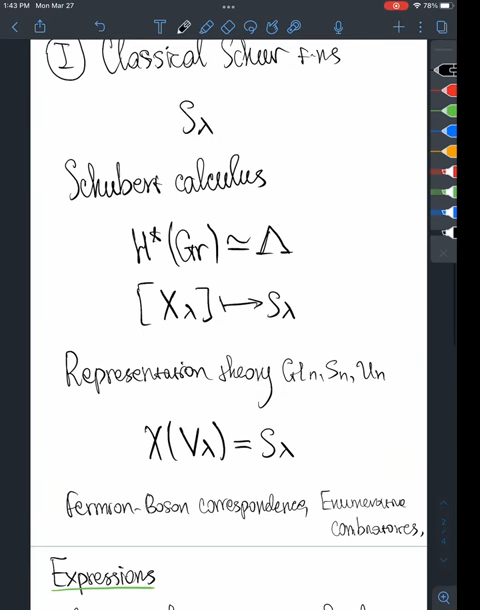 1:43 PM Mon Mar 27
78%
I Classical Schur f-ns
Sλ
Schubert calculus
H*(Gr) ≃ Λ
[Xλ] ↦ Sλ
Representation theory Gln, Sn, Un
χ(Vλ) = Sλ
Fermion-Boson correspondence, Enumerative
combinatorics,
Expressions